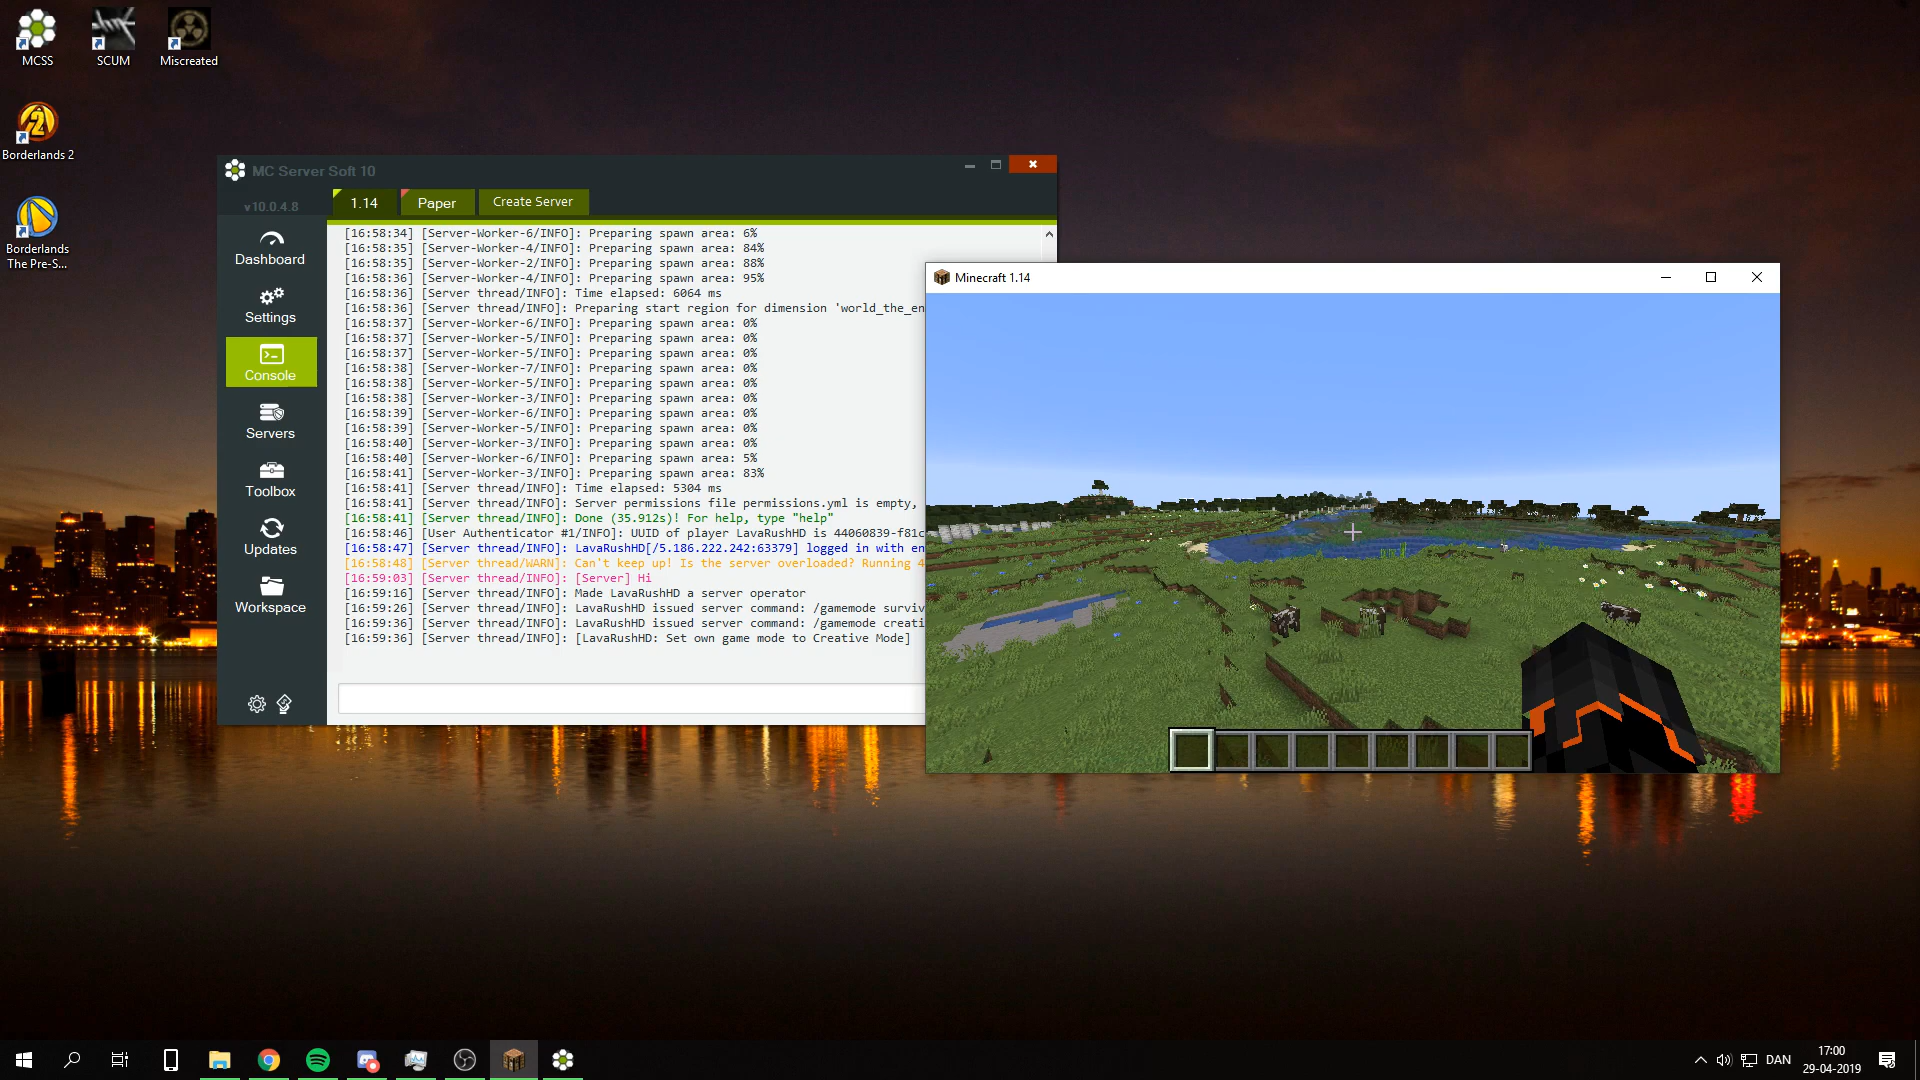 MCSS
SCUM
Miscreated
Borderlands 2
Borderlands
The Pre-S...
MC Server Soft 10
v10.0.4.8
1.14
Paper
Create Server
Dashboard
Settings
Console
Servers
Toolbox
Updates
Workspace
[16:58:34] [Server-Worker-6/INFO]: Preparing spawn area: 6%
[16:58:35] [Server-Worker-4/INFO]: Preparing spawn area: 84%
[16:58:35] [Server-Worker-2/INFO]: Preparing spawn area: 88%
[16:58:36] [Server-Worker-4/INFO]: Preparing spawn area: 95%
[16:58:36] [Server thread/INFO]: Time elapsed: 6064 ms
[16:58:36] [Server thread/INFO]: Preparing start region for dimension 'world_the_en
[16:58:37] [Server-Worker-6/INFO]: Preparing spawn area: 0%
[16:58:37] [Server-Worker-5/INFO]: Preparing spawn area: 0%
[16:58:37] [Server-Worker-5/INFO]: Preparing spawn area: 0%
[16:58:38] [Server-Worker-7/INFO]: Preparing spawn area: 0%
[16:58:38] [Server-Worker-5/INFO]: Preparing spawn area: 0%
[16:58:38] [Server-Worker-3/INFO]: Preparing spawn area: 0%
[16:58:39] [Server-Worker-6/INFO]: Preparing spawn area: 0%
[16:58:39] [Server-Worker-5/INFO]: Preparing spawn area: 0%
[16:58:40] [Server-Worker-3/INFO]: Preparing spawn area: 0%
[16:58:40] [Server-Worker-6/INFO]: Preparing spawn area: 5%
[16:58:41] [Server-Worker-3/INFO]: Preparing spawn area: 83%
[16:58:41] [Server thread/INFO]: Time elapsed: 5304 ms
[16:58:41] [Server thread/INFO]: Server permissions file permissions.yml is empty,
[16:58:41] [Server thread/INFO]: Done (35.912s)! For help, type "help"
[16:58:46] [User Authenticator #1/INFO]: UUID of player LavaRushHD is 44060839-f81c
[16:58:47] [Server thread/INFO]: LavaRushHD[/5.186.222.242:63379] logged in with en
[16:58:48] [Server thread/WARN]: Can't keep up! Is the server overloaded? Running 4
[16:59:03] [Server thread/INFO]: [Server] Hi
[16:59:16] [Server thread/INFO]: Made LavaRushHD a server operator
[16:59:26] [Server thread/INFO]: LavaRushHD issued server command: /gamemode surviv
[16:59:36] [Server thread/INFO]: LavaRushHD issued server command: /gamemode creati
[16:59:36] [Server thread/INFO]: [LavaRushHD: Set own game mode to Creative Mode]
Minecraft 1.14
DAN
17:00
29-04-2019